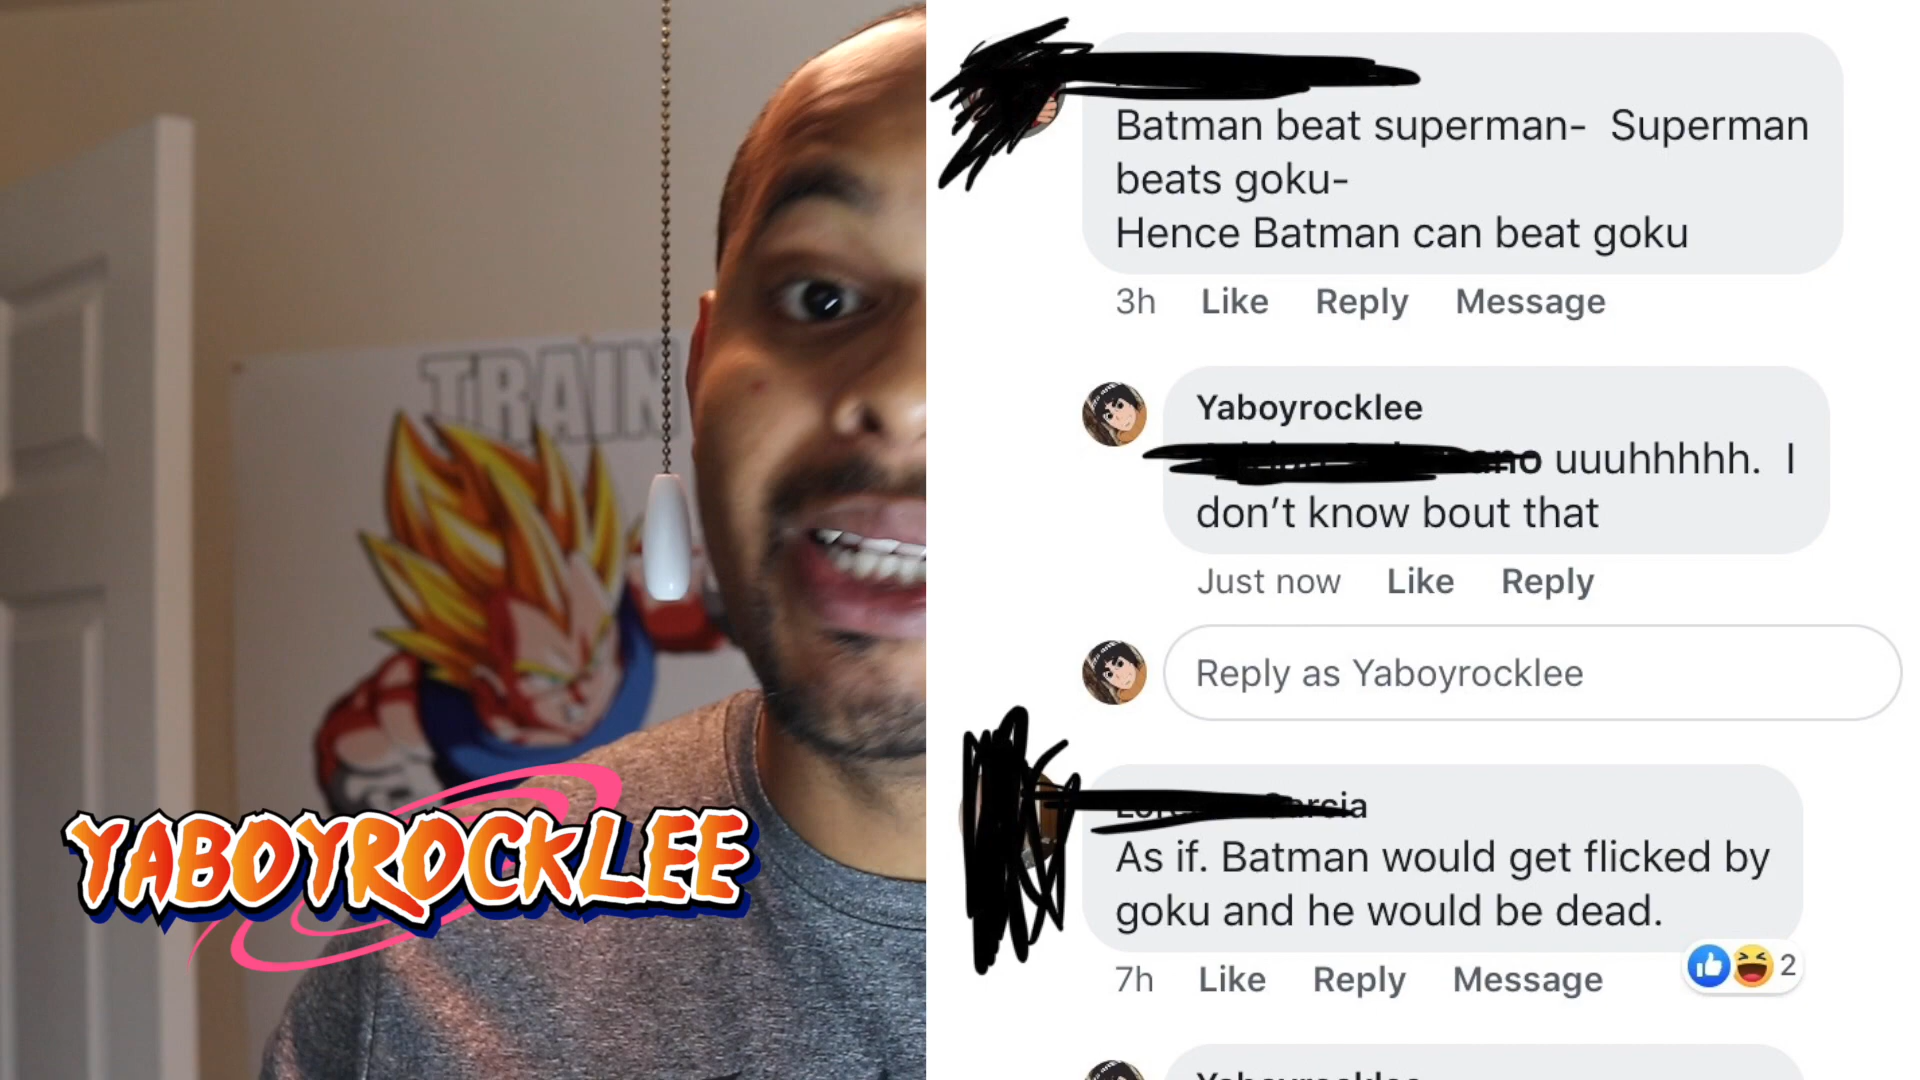 TRAIN
YABOYROCKLEE
Batman beat superman- Superman
beats goku-
Hence Batman can beat goku
3h Like Reply Message
Yaboyrocklee
uuuhhhhh. I
don't know bout that
Just now Like Reply
Reply as Yaboyrocklee
As if. Batman would get flicked by
goku and he would be dead.
7h Like Reply Message 2
Yaboyrocklee